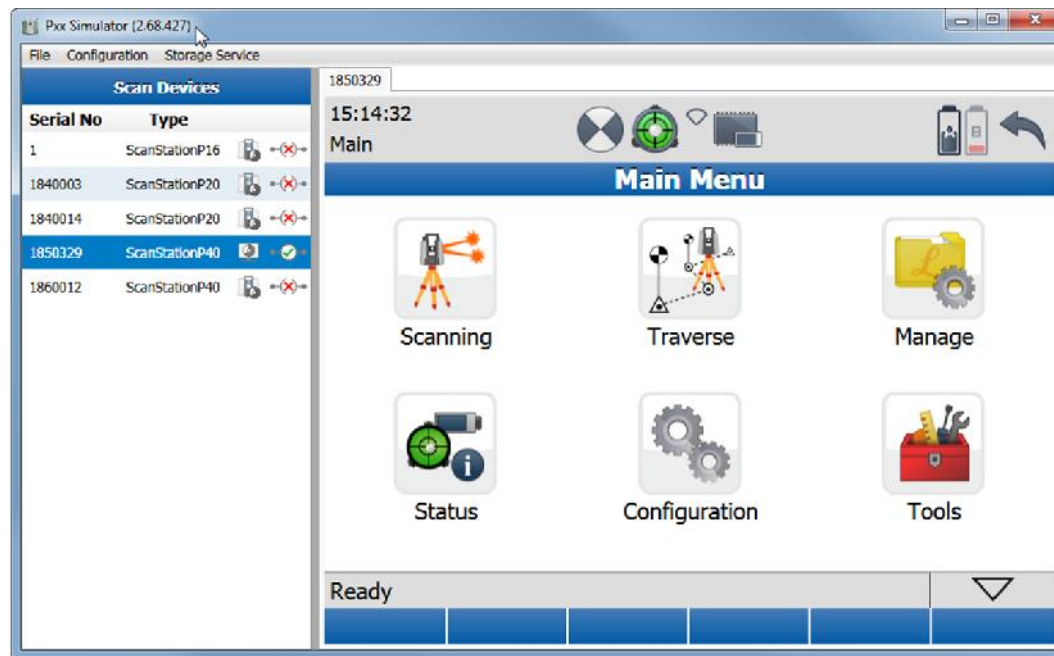 Pxx Simulator (2.68.427)
File Configuration Storage Service
Scan Devices
Serial No Type
1 ScanStationP16
1840003 ScanStationP20
1840014 ScanStationP20
1850329 ScanStationP40
1860012 ScanStationP40
1850329
15:14:32
Main
B
Main Menu
Scanning Traverse Manage
Status Configuration Tools
Ready